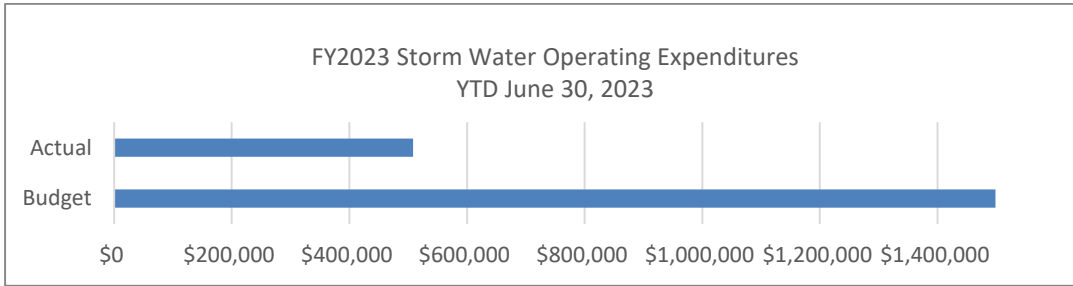 FY2023 Storm Water Operating Expenditures
YTD June 30, 2023
Actual
Budget
$0 $200,000 $400,000 $600,000 $800,000 $1,000,000 $1,200,000 $1,400,000